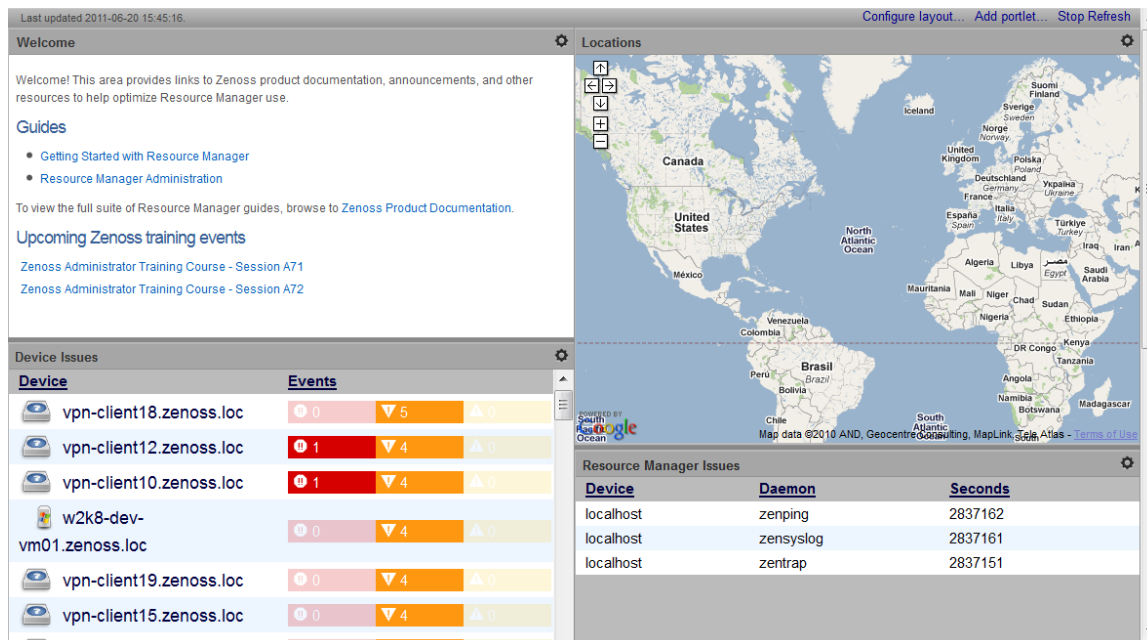 Last updated 2011-06-20 15:45:16.
Configure layout... Add portlet... Stop Refresh
Welcome
Welcome! This area provides links to Zenoss product documentation, announcements, and other
resources to help optimize Resource Manager use.
Guides
Getting Started with Resource Manager
Resource Manager Administration
To view the full suite of Resource Manager guides, browse to Zenoss Product Documentation.
Upcoming Zenoss training events
Zenoss Administrator Training Course - Session A71
Zenoss Administrator Training Course - Session A72
Device Issues
Device Events
vpn-client18.zenoss.loc 0 5 0
vpn-client12.zenoss.loc 1 4 0
vpn-client10.zenoss.loc 1 4 0
w2k8-dev-
vm01.zenoss.loc 0 4 0
vpn-client19.zenoss.loc 0 4 0
vpn-client15.zenoss.loc 0 4 0
Locations
Suomi
Finland
Iceland
Sverige
Sweden
Norge
Norway
Canada
United
Kingdom
Polska
Poland
Deutschland
Germany
Україна
Ukraine
France
Italia
Italy
España
Spain
Türkiye
Turkey
United
States
North
Atlantic
Ocean
Iraq
Iran
Algeria
Libya
مصر
Egypt
Saudi
Arabia
México
Mauritania
Mali
Niger
Chad
Sudan
Nigeria
Ethiopia
Venezuela
Colombia
DR Congo
Kenya
Tanzania
Perú
Brasil
Brazil
Bolivia
Angola
Namibia
Botswana
Madagascar
Chile
South
Atlantic
Ocean
POWERED BY
Google
South
Ocean
Map data ©2010 AND, Geocentre Consulting, MapLink, Tele Atlas - Terms of Use
Resource Manager Issues
Device Daemon Seconds
localhost zenping 2837162
localhost zensyslog 2837161
localhost zentrap 2837151